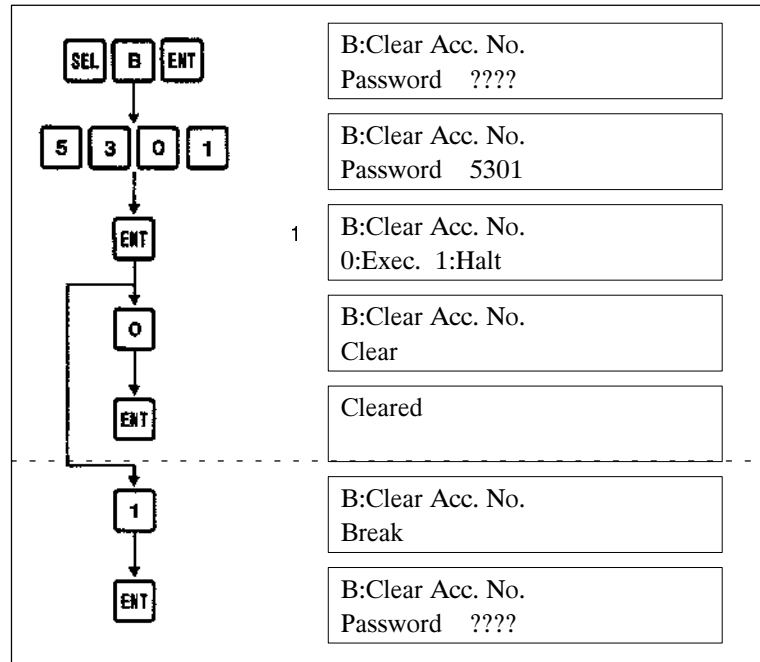 SEL B ENT
B:Clear Acc. No.
Password ????
5 3 0 1
B:Clear Acc. No.
Password 5301
ENT
1
B:Clear Acc. No.
0:Exec. 1:Halt
0
B:Clear Acc. No.
Clear
ENT
Cleared
1
B:Clear Acc. No.
Break
ENT
B:Clear Acc. No.
Password ????